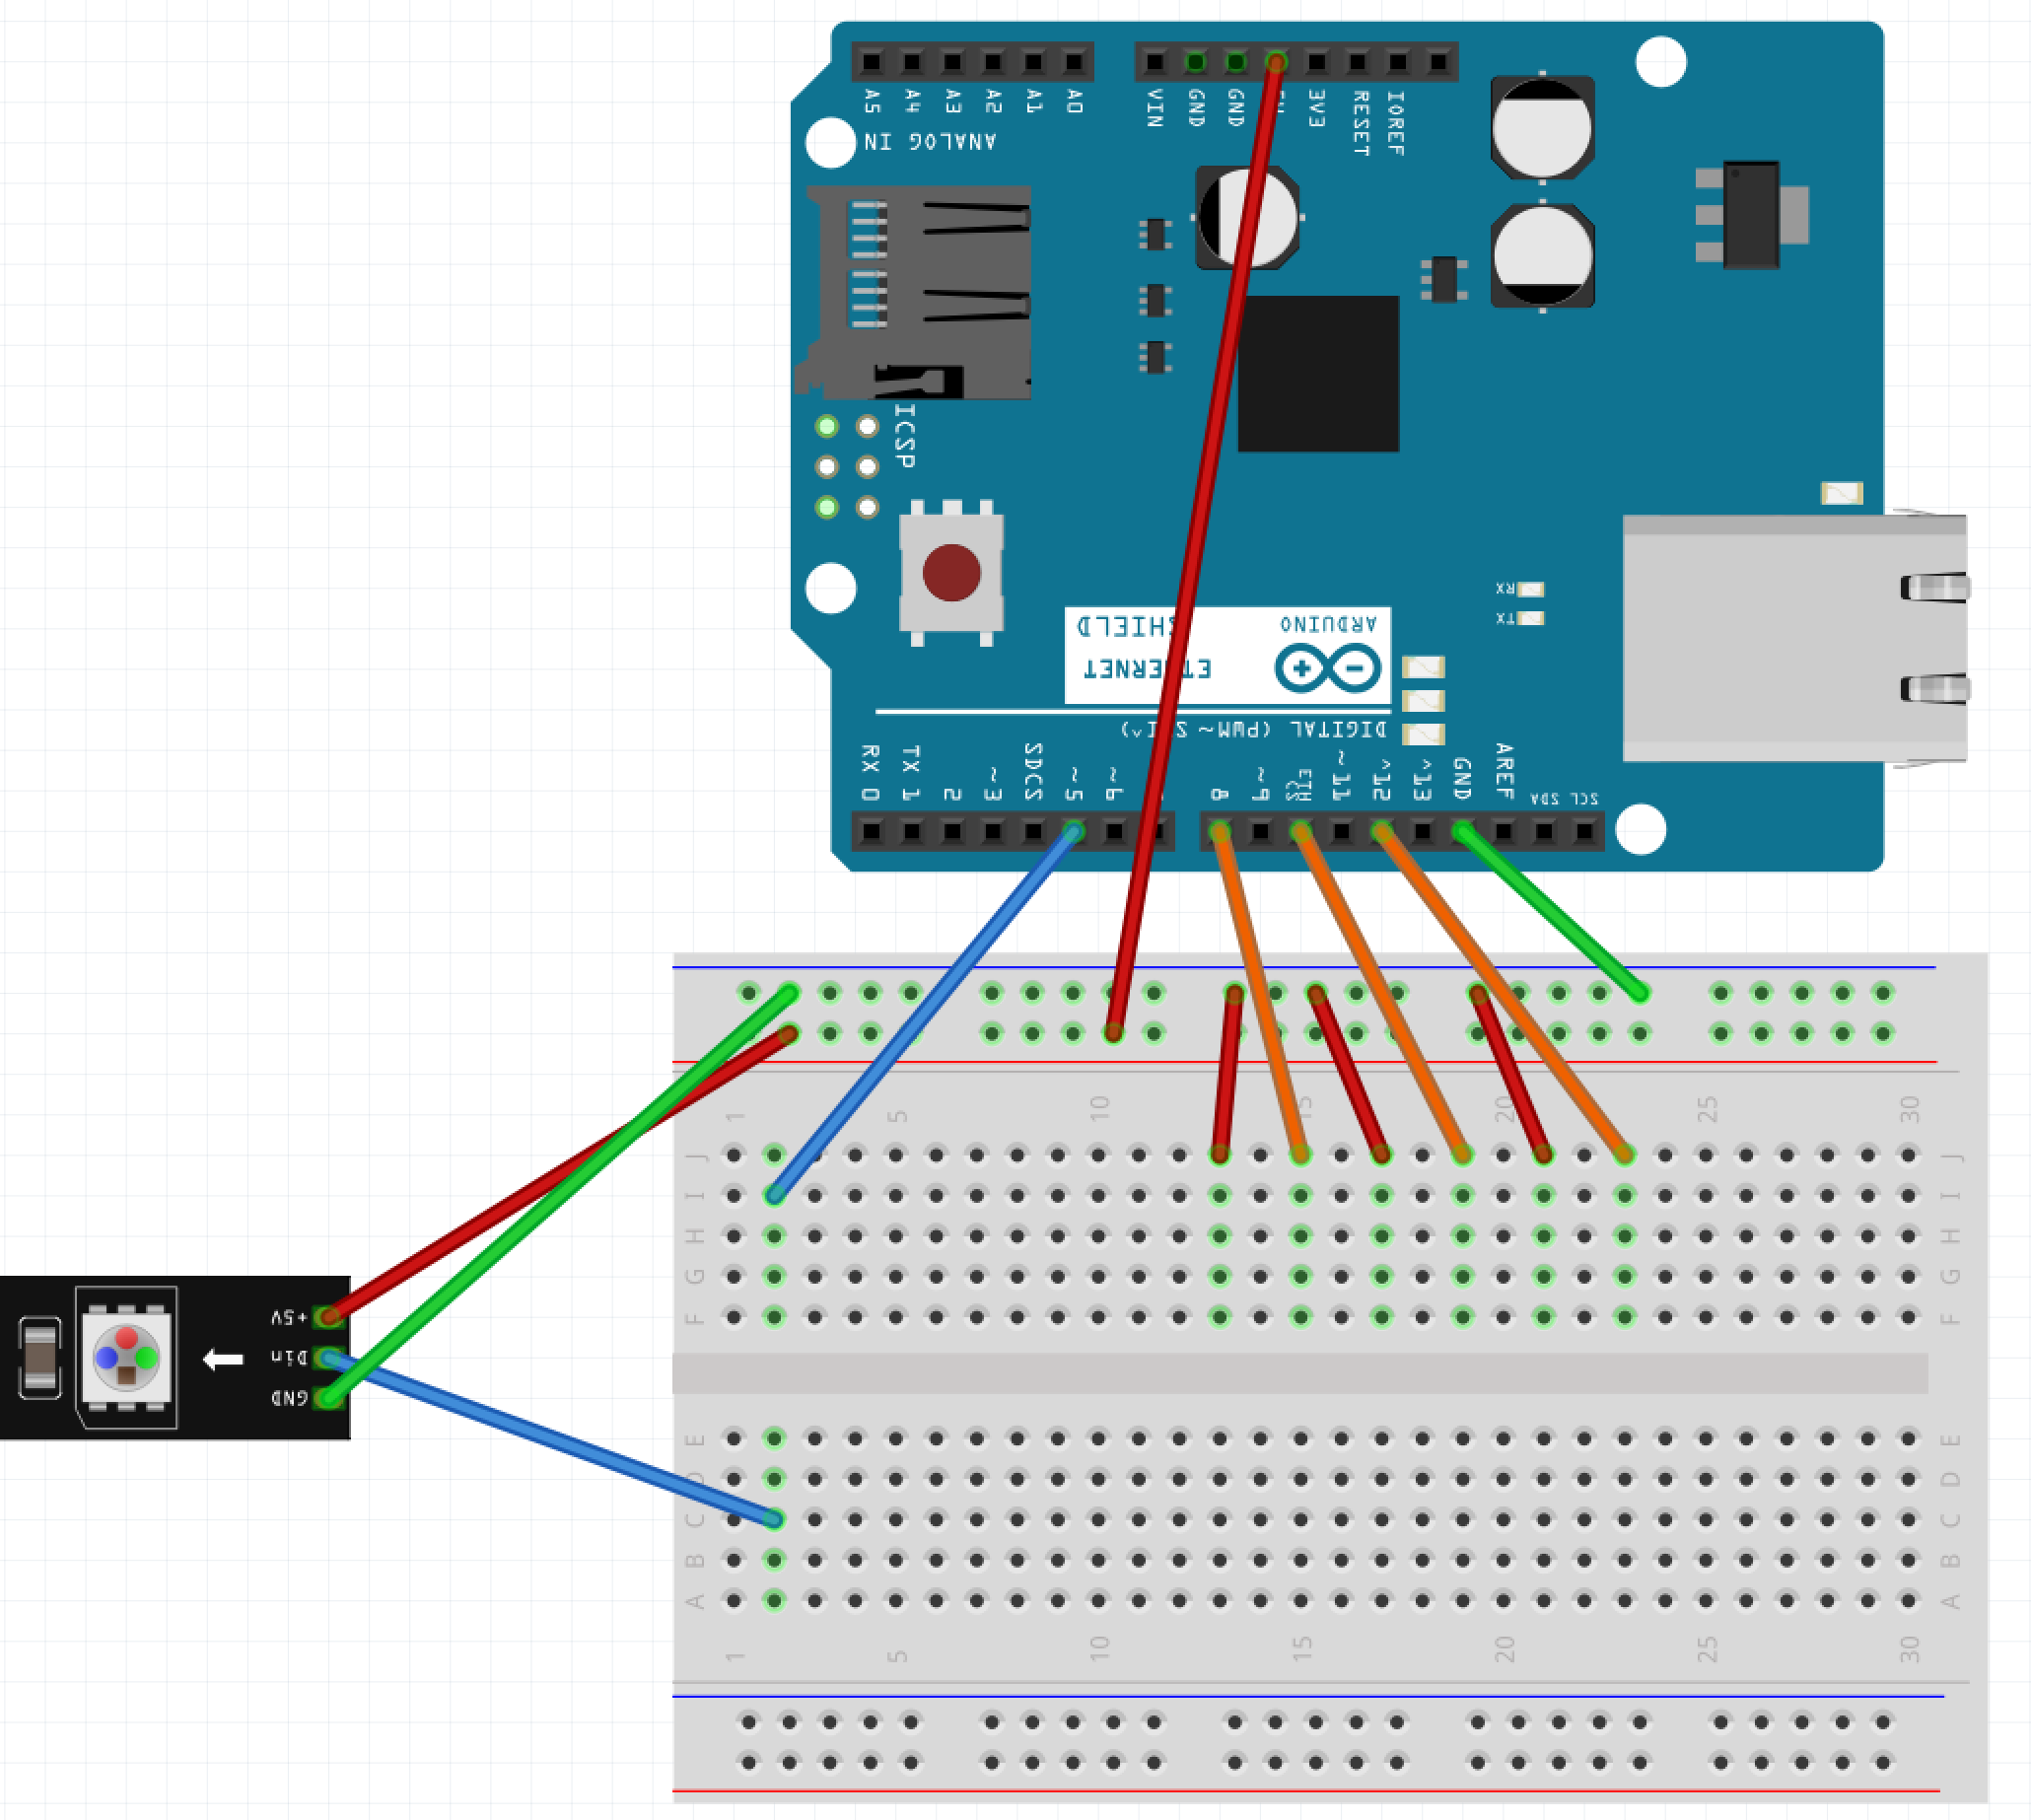 A5 A4 A3 A2 A1 A0
VIN GND GND 3V3 RESET IOREF
ANALOG IN
ICSP
RX
TX
ARDUINO
ETHERNET
SHIELD
DIGITAL (PWM~ SPI^)
RX 0 TX 1 2 ~3 SDCS ~5 ~6 8 ~9 ETH CS ~11 ^12 ^13 GND AREF SDA SCL
1 5 10 15 20 25 30
J J
I I
H H
G G
F F
+5V
Din
GND
E E
D D
C C
B B
A A
1 5 10 15 20 25 30